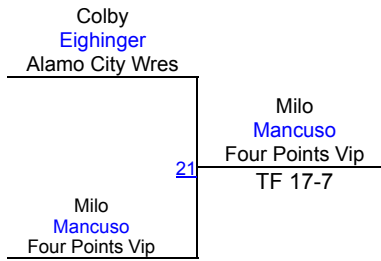 Colby
Eighinger
Alamo City Wres
Milo
Mancuso
Four Points Vip
21
TF 17-7
Milo
Mancuso
Four Points Vip